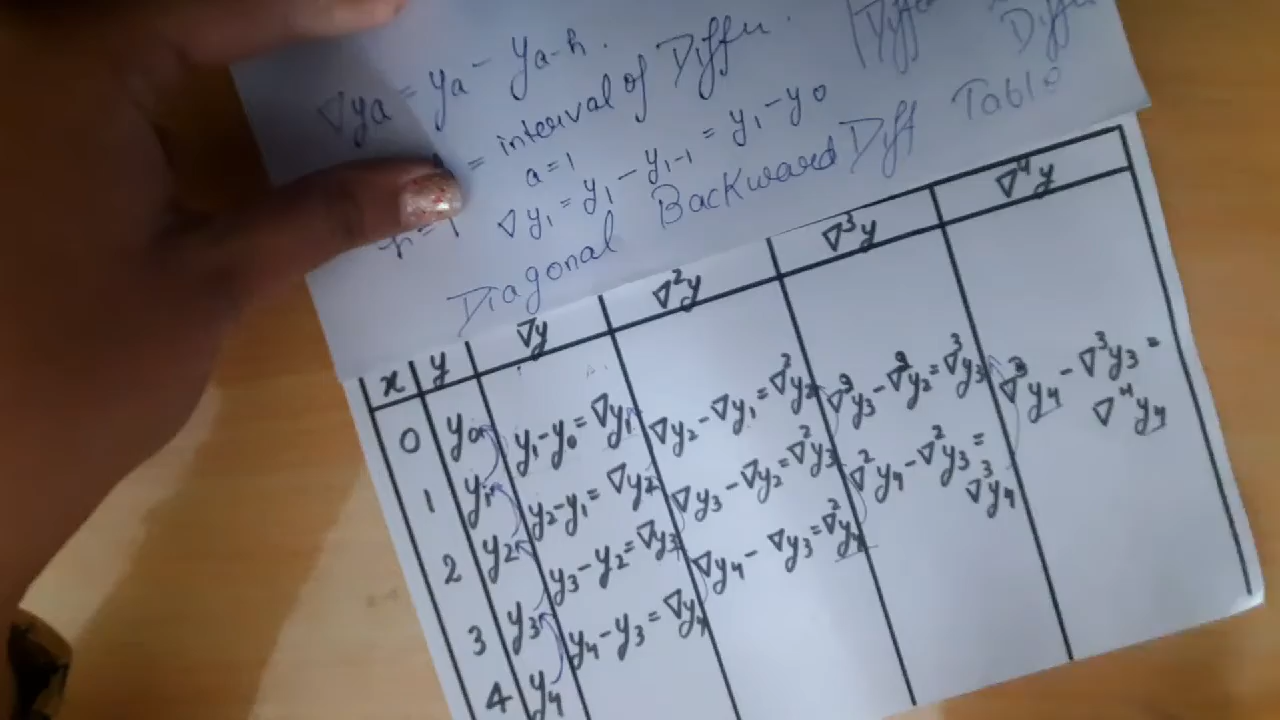 ∇ya = ya - ya-h.
= interval of Differ.
Diffe
Diffe
a=1
h=1 ∇y1 = y1 - y1-1 = y1 - y0
Diagonal Backward Diff Table
x y ∇y ∇²y ∇³y ∇⁴y
0 y0
y1-y0 = ∇y1
1 y1 ∇y2 - ∇y1 = ∇²y2
y2-y1 = ∇y2 ∇²y3 - ∇²y2 = ∇³y3
2 y2 ∇y3 - ∇y2 = ∇²y3 ∇³y4 - ∇³y3 = ∇⁴y4
y3-y2 = ∇y3 ∇²y4 - ∇²y3 = ∇³y4
3 y3 ∇y4 - ∇y3 = ∇²y4
y4-y3 = ∇y4
4 y4